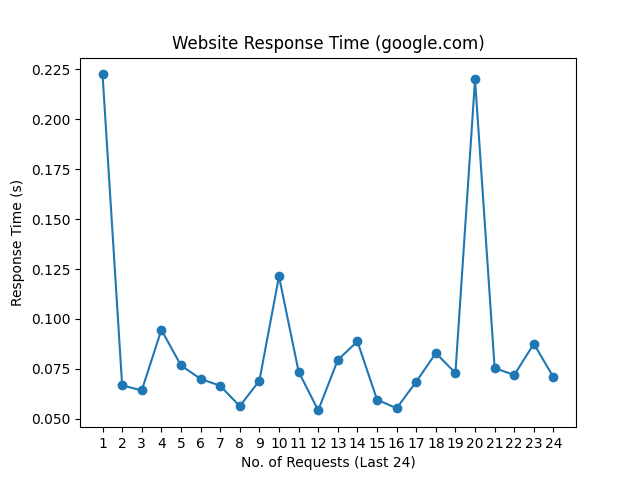 Website Response Time (google.com)
0.225
0.200
0.175
0.150
0.125
0.100
0.075
0.050
Response Time (s)
1 2 3 4 5 6 7 8 9 10 11 12 13 14 15 16 17 18 19 20 21 22 23 24
No. of Requests (Last 24)